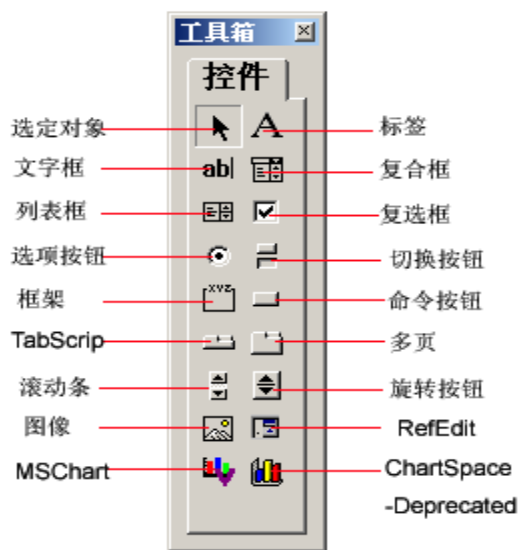 工具箱
控件
选定对象 A 标签
文字框 ab 复合框
列表框 复选框
选项按钮 切换按钮
框架 XYZ 命令按钮
TabScrip 多页
滚动条 旋转按钮
图像 RefEdit
MSChart ChartSpace
-Deprecated